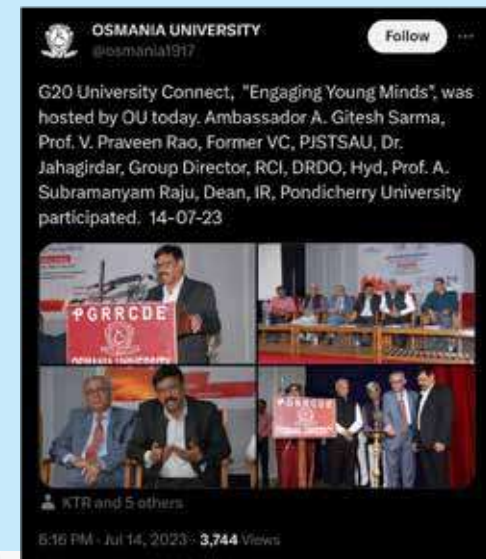 OSMANIA UNIVERSITY
@osmania1917
Follow
G20 University Connect, "Engaging Young Minds", was
hosted by OU today. Ambassador A. Gitesh Sarma,
Prof. V. Praveen Rao, Former VC, PJSTSAU, Dr.
Jahagirdar, Group Director, RCI, DRDO, Hyd, Prof. A.
Subramanyam Raju, Dean, IR, Pondicherry University
participated. 14-07-23
PGRRCDE
OSMANIA UNIVERSITY
PGRRCDE
KTR and 5 others
6:16 PM · Jul 14, 2023 · 3,744 Views